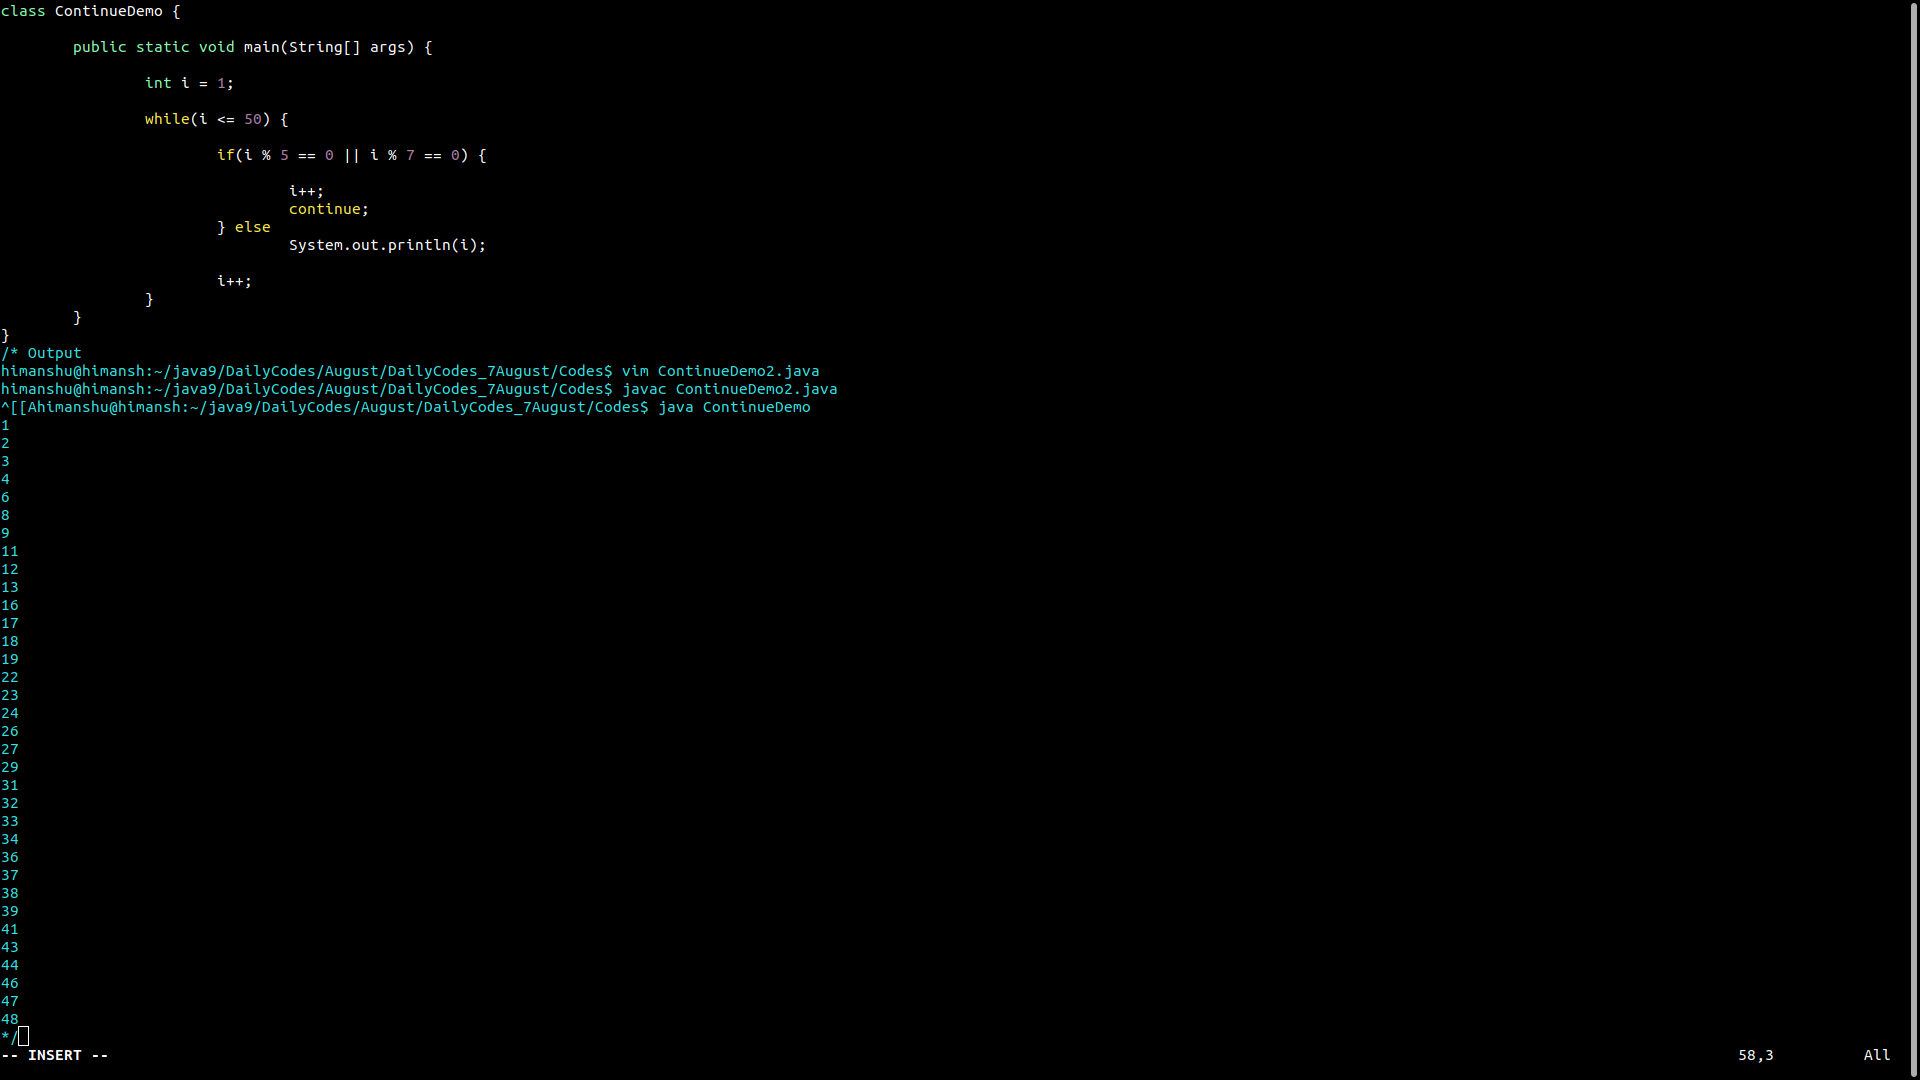 class ContinueDemo {
public static void main(String[] args) {
int i = 1;
while(i <= 50) {
if(i % 5 == 0 || i % 7 == 0) {
i++;
continue;
} else
System.out.println(i);
i++;
}
}
}
/* Output
himanshu@himansh:~/java9/DailyCodes/August/DailyCodes_7August/Codes$ vim ContinueDemo2.java
himanshu@himansh:~/java9/DailyCodes/August/DailyCodes_7August/Codes$ javac ContinueDemo2.java
^[[Ahimanshu@himansh:~/java9/DailyCodes/August/DailyCodes_7August/Codes$ java ContinueDemo
1
2
3
4
6
8
9
11
12
13
16
17
18
19
22
23
24
26
27
29
31
32
33
34
36
37
38
39
41
43
44
46
47
48
*/
-- INSERT -- 58,3 All